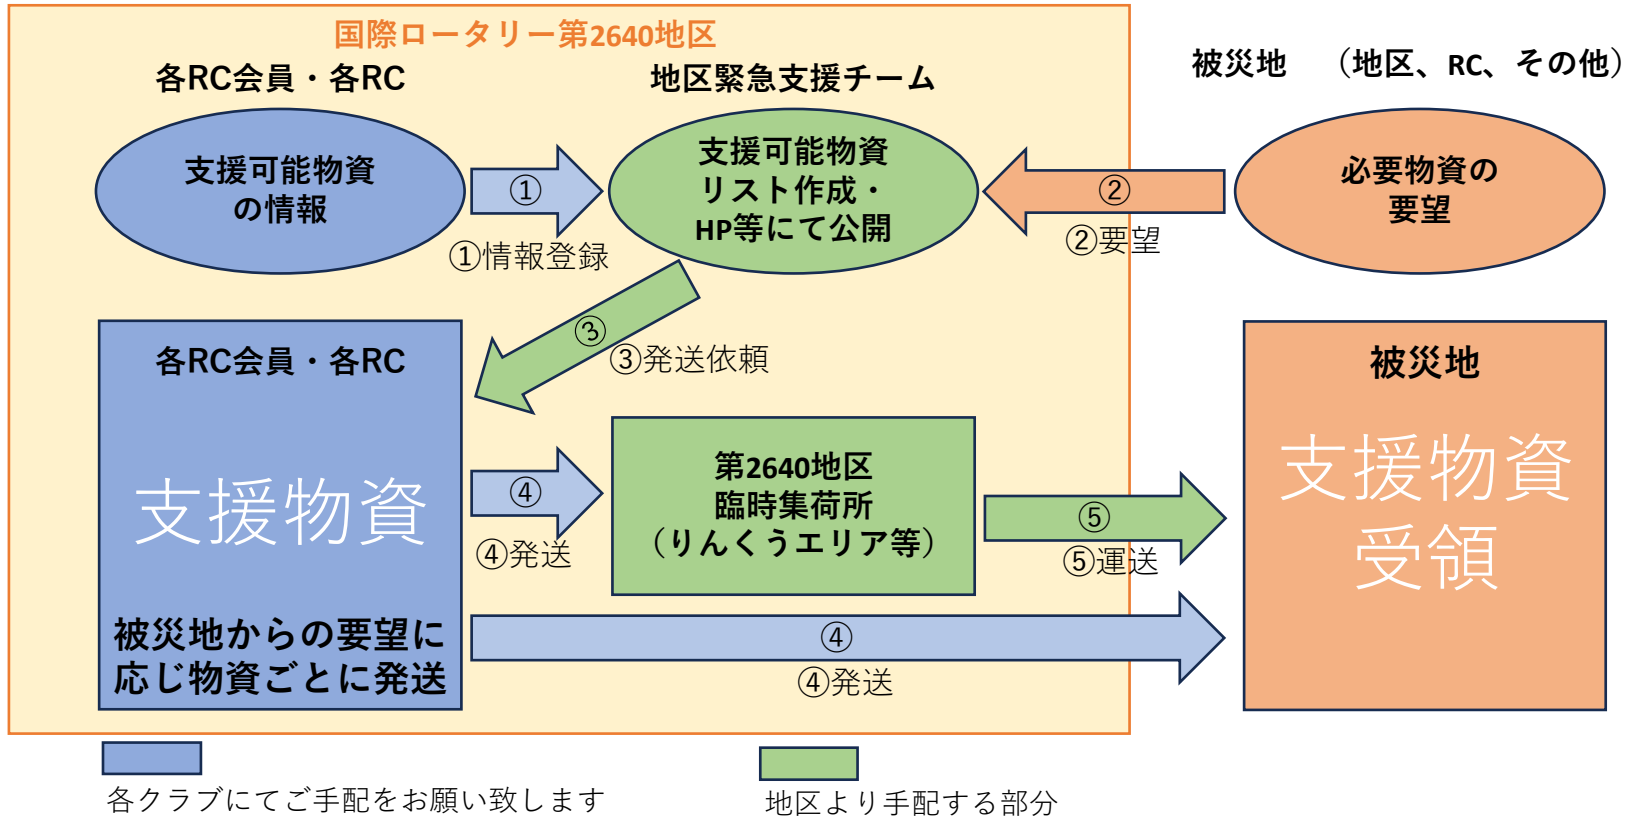 国際ロータリー第2640地区
各RC会員・各RC
地区緊急支援チーム
被災地　（地区、RC、その他）
支援可能物資
の情報
①
①情報登録
支援可能物資
リスト作成・
HP等にて公開
②
②要望
必要物資の
要望
③
③発送依頼
各RC会員・各RC
支援物資
被災地からの要望に
応じ物資ごとに発送
④
④発送
第2640地区
臨時集荷所
（りんくうエリア等）
⑤
⑤運送
④
④発送
被災地
支援物資
受領
各クラブにてご手配をお願い致します
地区より手配する部分